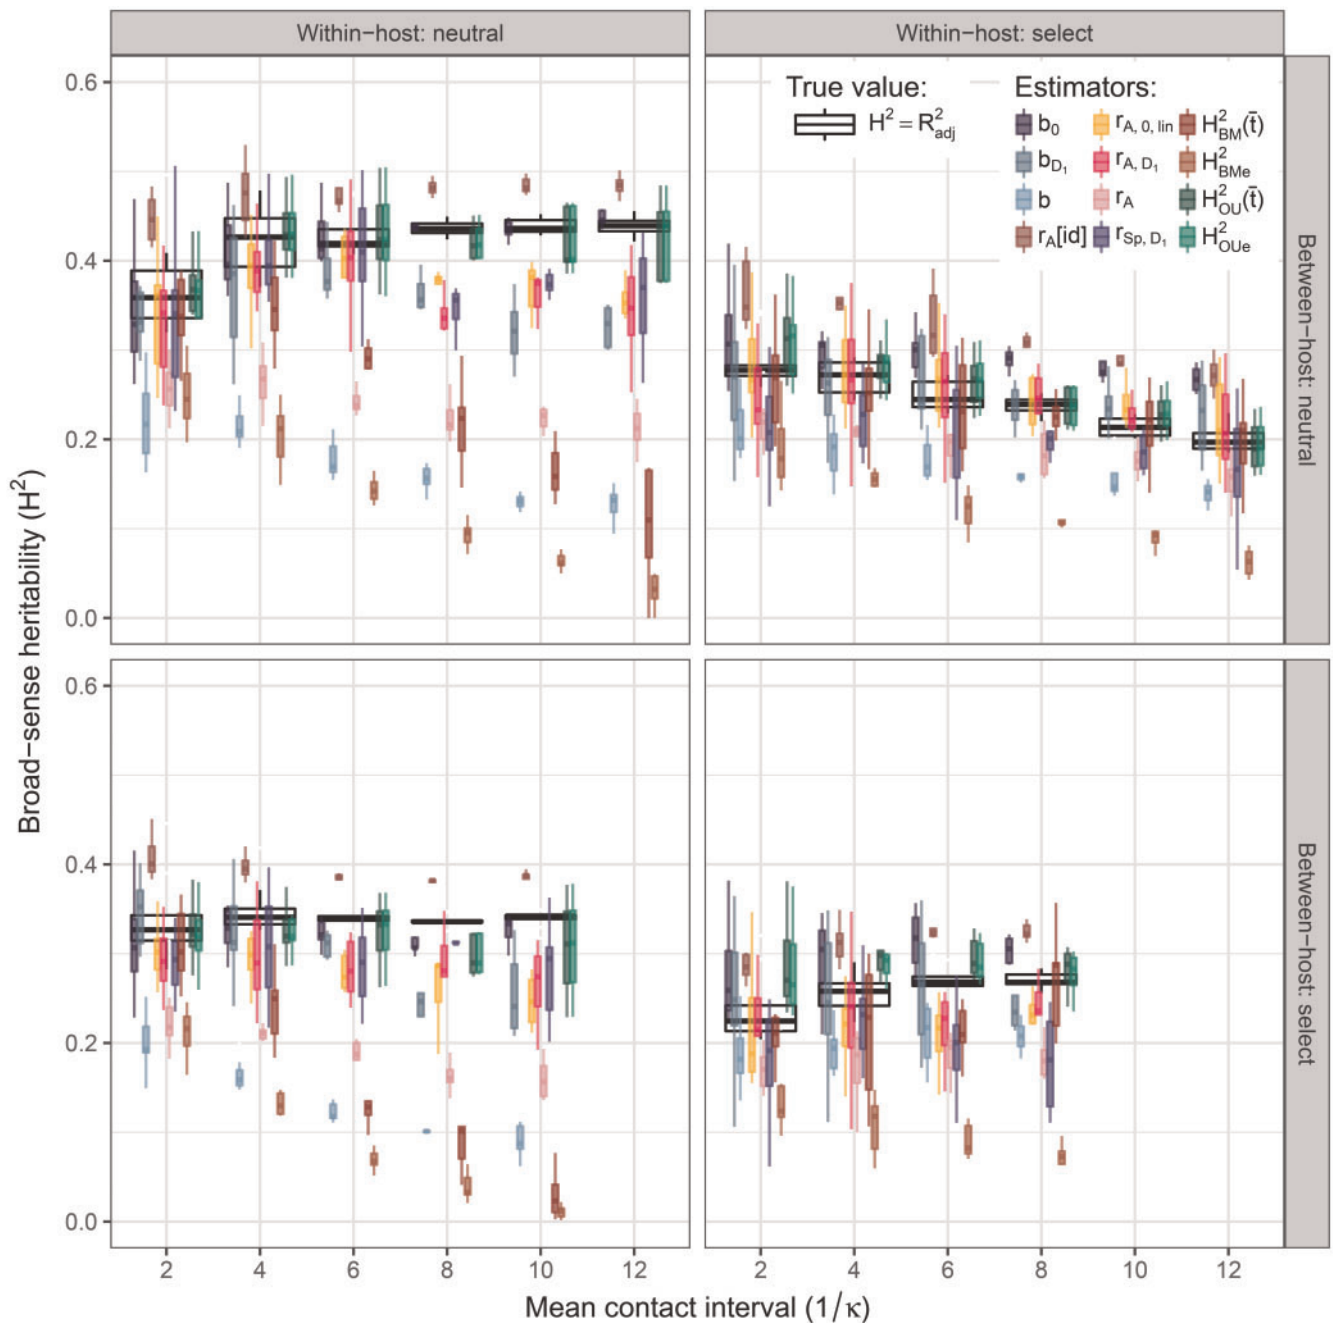 Within−host: neutral
Within−host: select
True value:
H² = R²adj
Estimators:
b₀ rA, 0, lin H²BM(t̄)
bD₁ rA, D₁ H²BMe
b rA H²OU(t̄)
rA[id] rSp, D₁ H²OUe
Between−host: neutral
Between−host: select
Broad−sense heritability (H²)
0.6
0.4
0.2
0.0
0.6
0.4
0.2
0.0
2 4 6 8 10 12
2 4 6 8 10 12
Mean contact interval (1/κ)